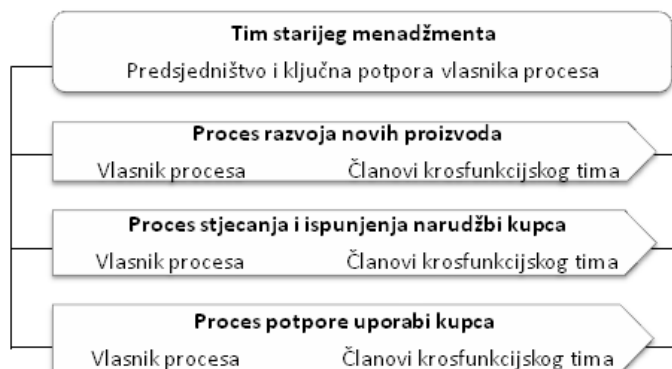 Tim starijeg menadžmenta
Predsjedništvo i ključna potpora vlasnika procesa
Proces razvoja novih proizvoda
Vlasnik procesa Članovi krosfunkcijskog tima
Proces stjecanja i ispunjenja narudžbi kupca
Vlasnik procesa Članovi krosfunkcijskog tima
Proces potpore uporabi kupca
Vlasnik procesa Članovi krosfunkcijskog tima